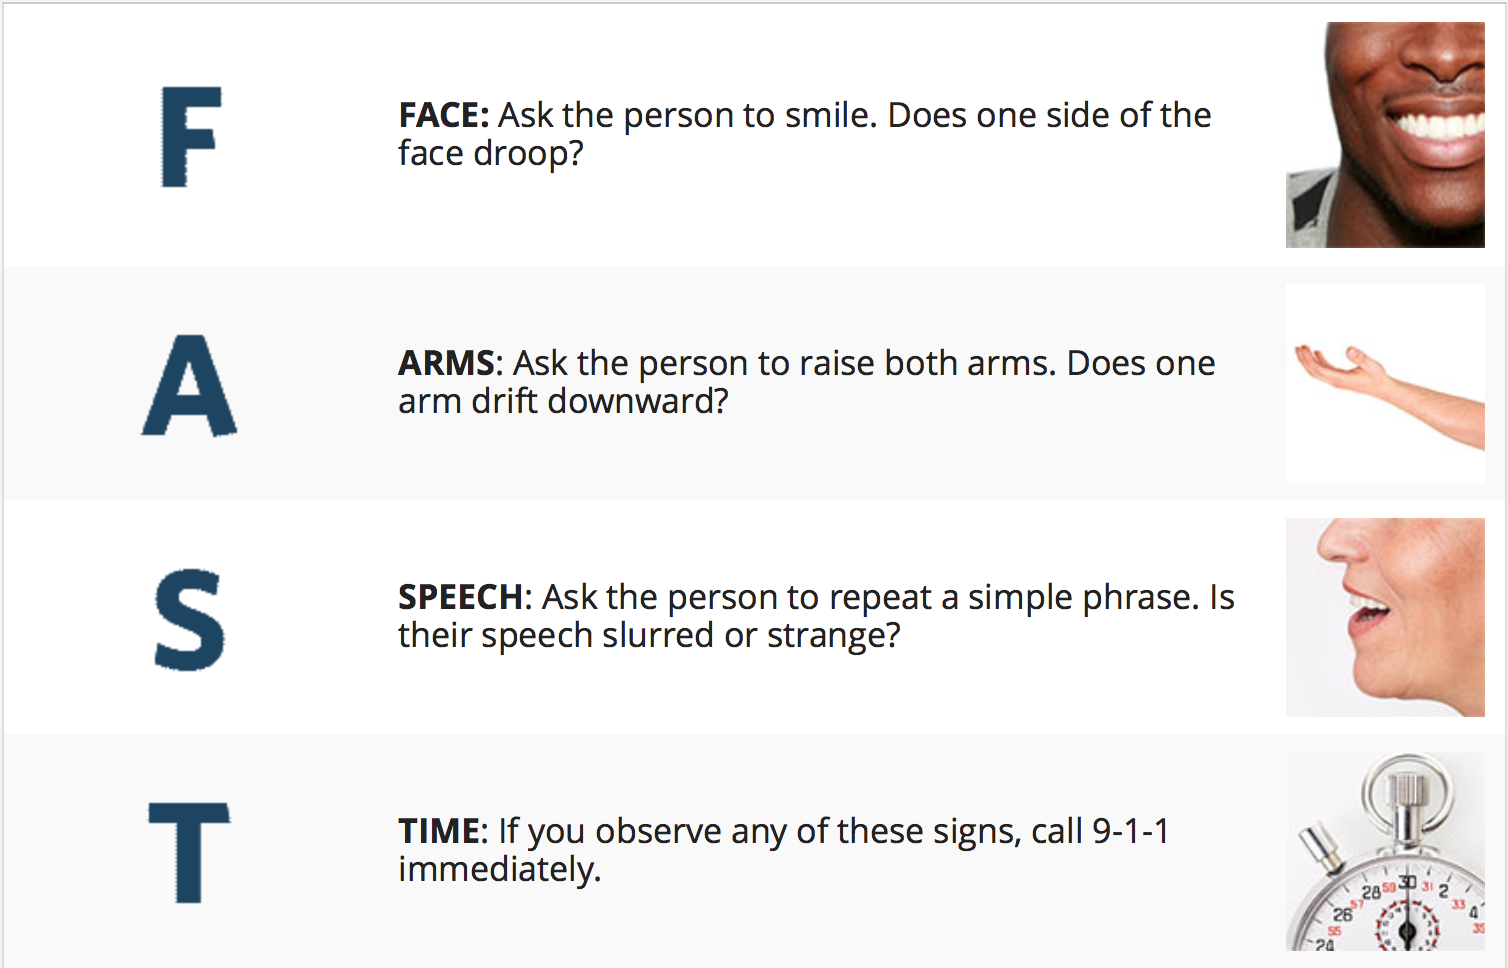 F
FACE: Ask the person to smile. Does one side of the
face droop?
A
ARMS: Ask the person to raise both arms. Does one
arm drift downward?
S
SPEECH: Ask the person to repeat a simple phrase. Is
their speech slurred or strange?
T
TIME: If you observe any of these signs, call 9-1-1
immediately.
28 59 30 31 2
57 33
26 4
55
24